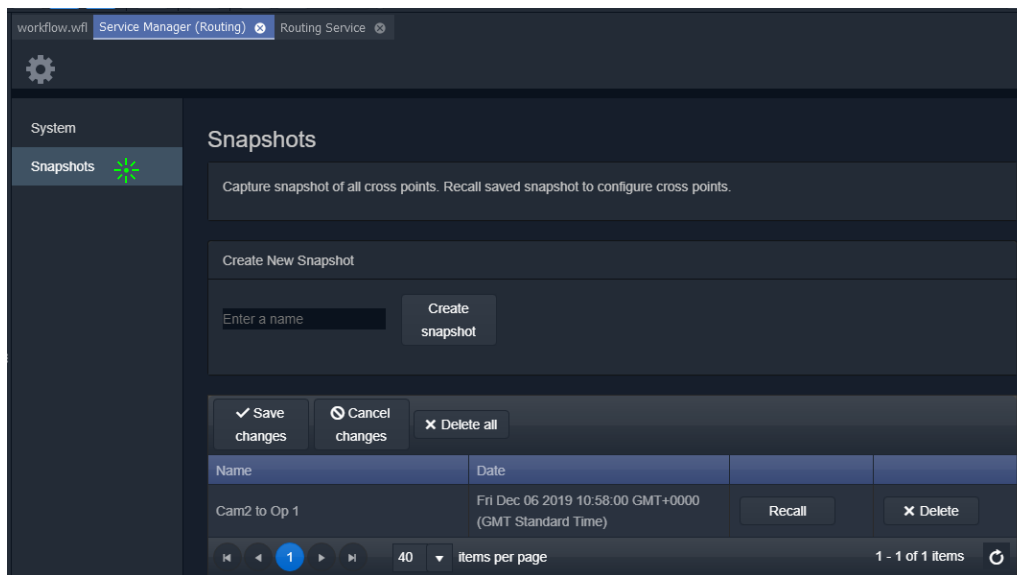 workflow.wfl Service Manager (Routing) Routing Service
System
Snapshots
Snapshots
Capture snapshot of all cross points. Recall saved snapshot to configure cross points.
Create New Snapshot
Enter a name
Create
snapshot
Save
changes
Cancel
changes
Delete all
Name Date
Cam2 to Op 1
Fri Dec 06 2019 10:58:00 GMT+0000
(GMT Standard Time)
Recall
Delete
1 40 items per page 1 - 1 of 1 items